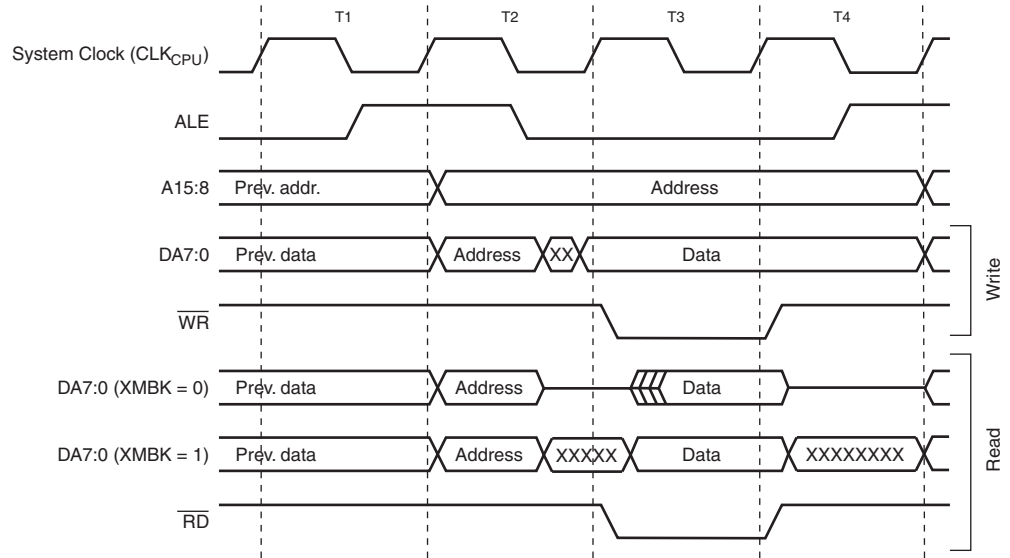 T1 T2 T3 T4
System Clock (CLKCPU)
ALE
A15:8 Prev. addr. Address
DA7:0 Prev. data Address XX Data
WR
Write
DA7:0 (XMBK = 0) Prev. data Address Data
DA7:0 (XMBK = 1) Prev. data Address XXXXX Data XXXXXXXX
RD
Read